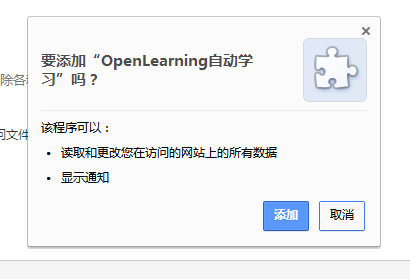 要添加“OpenLearning自动学
习”吗？
除各
该程序可以：
问文件
• 读取和更改您在访问的网站上的所有数据
• 显示通知
添加 取消